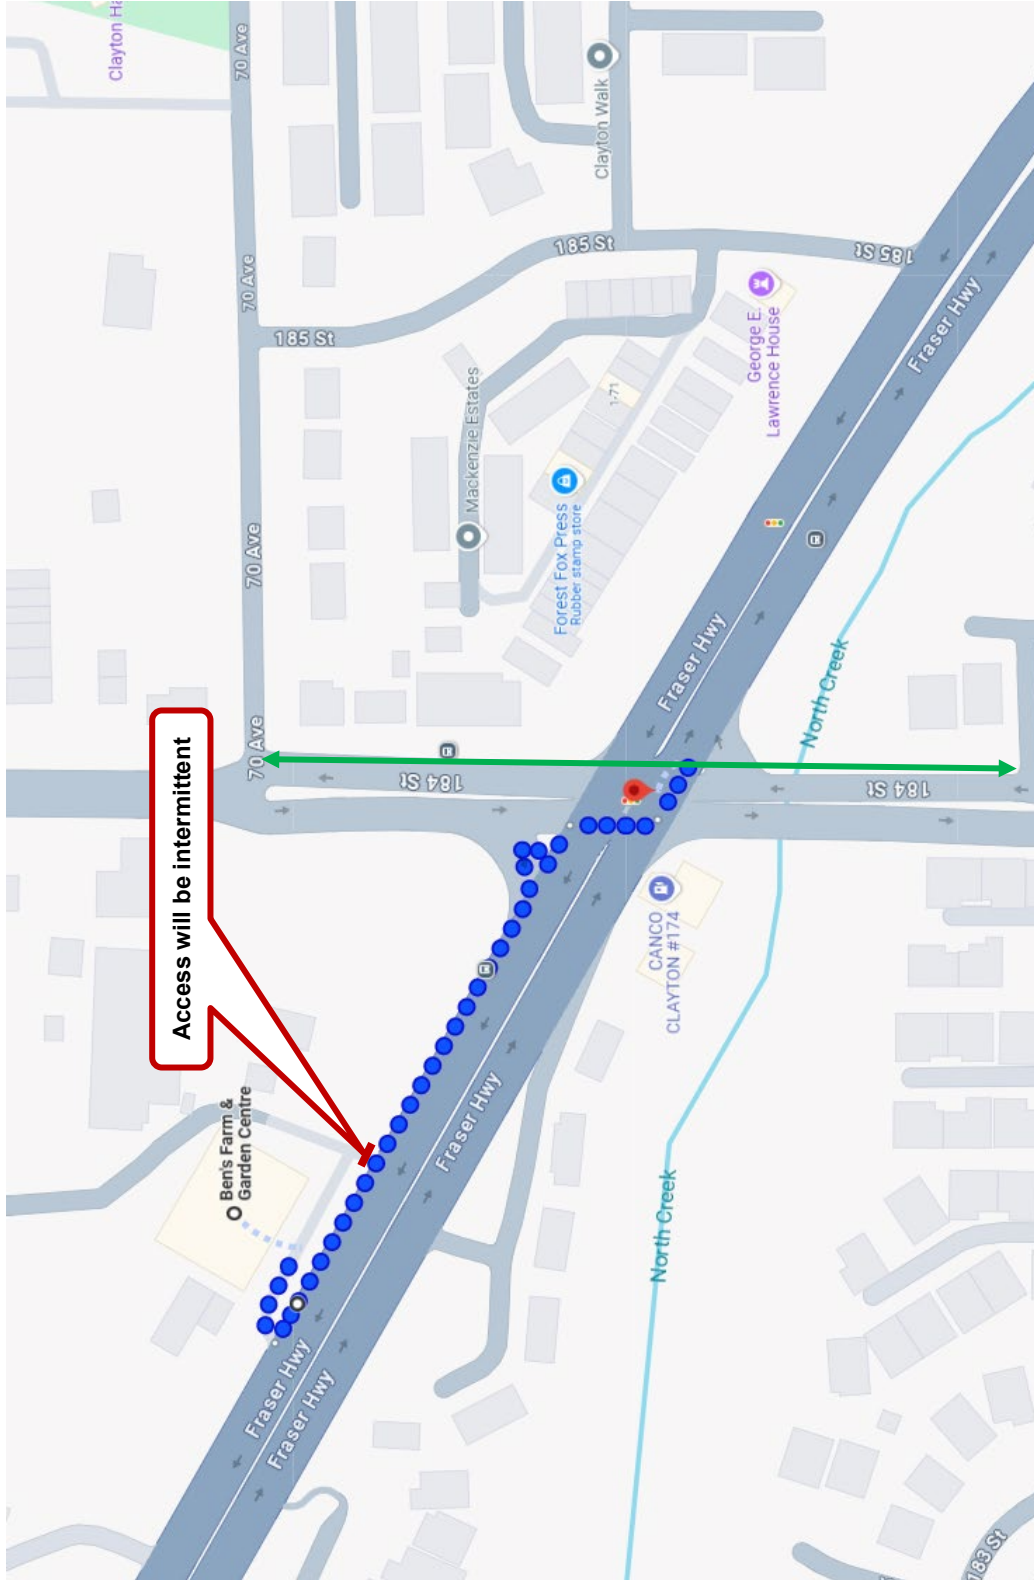 Clayton Ha
70 Ave
Clayton Walk
185 St
185 St
70 Ave
185 St
George E.
Lawrence House
Fraser Hwy
1-71
Mackenzie Estates
Forest Fox Press
Rubber stamp store
70 Ave
Fraser Hwy
North Creek
70 Ave
184 St
184 St
Access will be intermittent
CANCO
CLAYTON #174
Ben's Farm &
Garden Centre
Fraser Hwy
North Creek
Fraser Hwy
Fraser Hwy
183 St